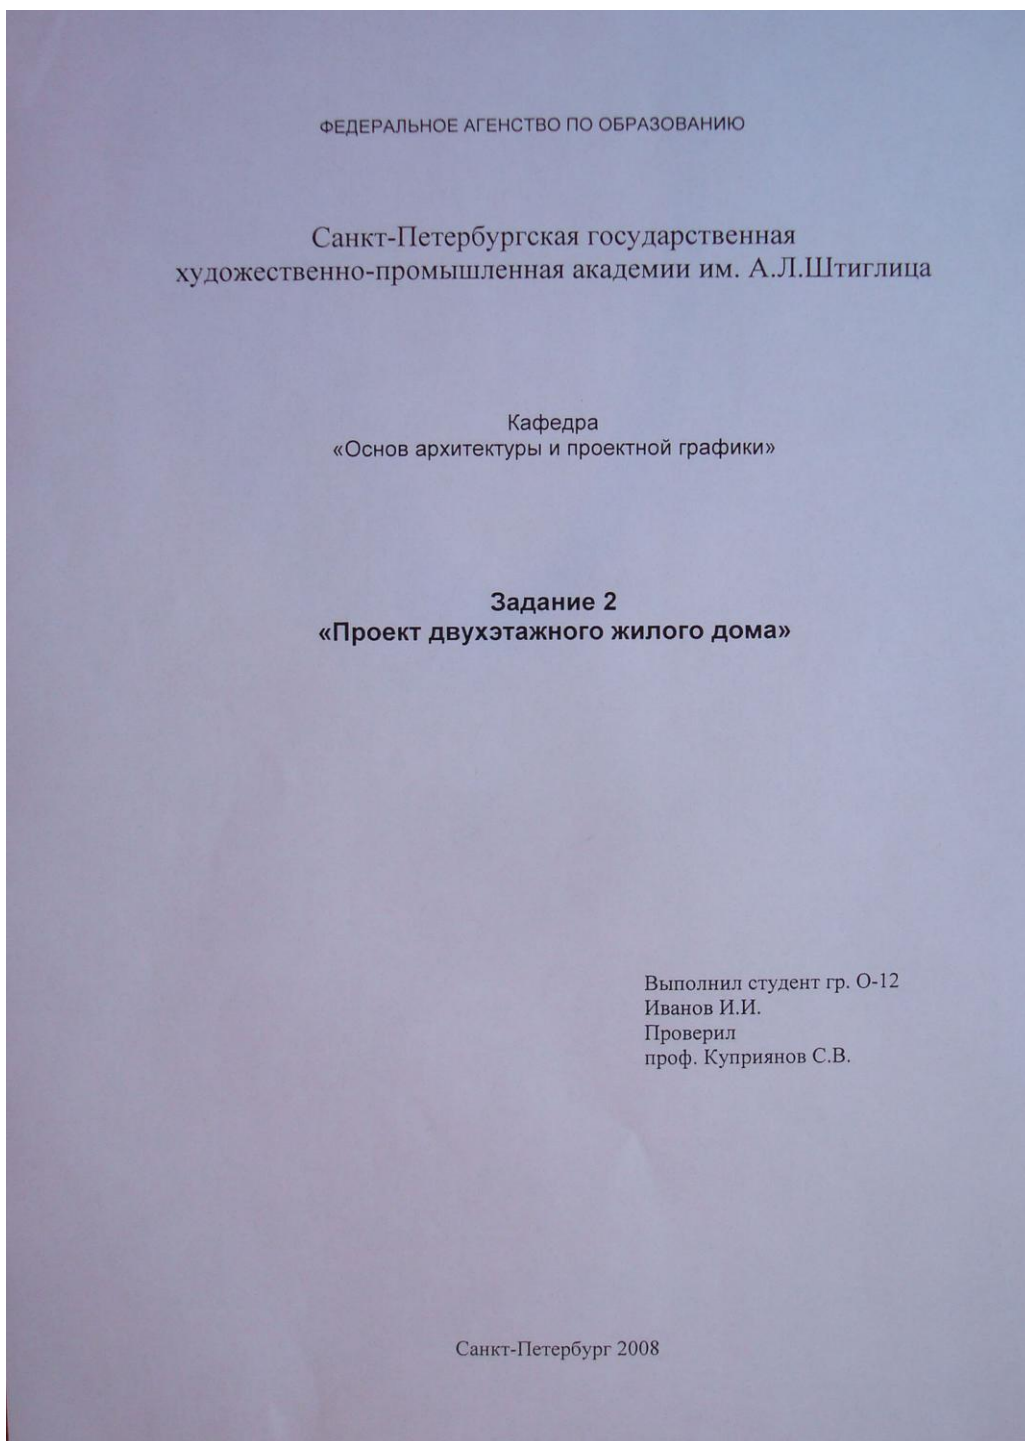 ФЕДЕРАЛЬНОЕ АГЕНСТВО ПО ОБРАЗОВАНИЮ
Санкт-Петербургская государственная
художественно-промышленная академии им. А.Л.Штиглица
Кафедра
«Основ архитектуры и проектной графики»
Задание 2
«Проект двухэтажного жилого дома»
Выполнил студент гр. О-12
Иванов И.И.
Проверил
проф. Куприянов С.В.
Санкт-Петербург 2008